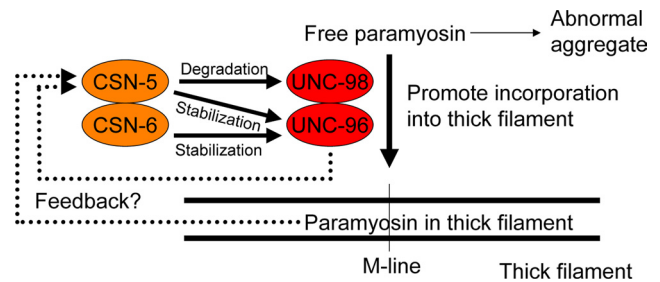 Free paramyosin
Abnormal
aggregate
CSN-5
Degradation
UNC-98
Stabilization
CSN-6
Stabilization
UNC-96
Promote incorporation
into thick filament
Feedback?
Paramyosin in thick filament
M-line
Thick filament